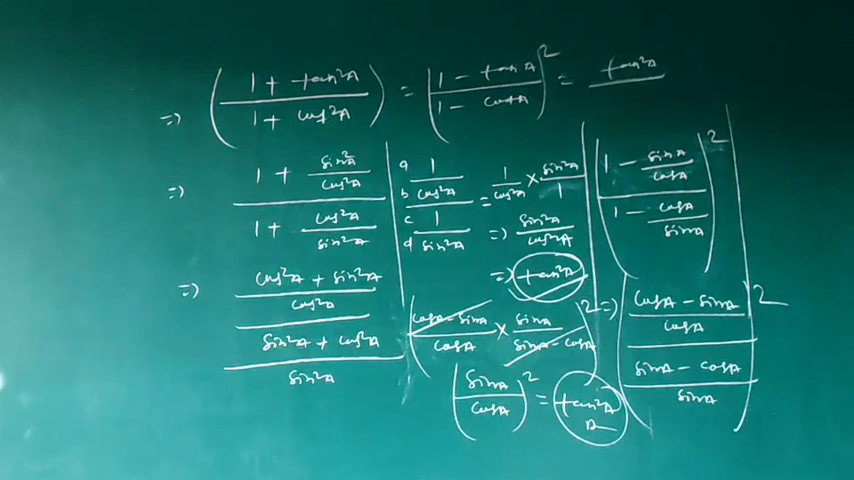 => (1 + tan²A / 1 + cot²A) = (1 - tanA / 1 - cotA)² = tan²A
=> 1 + sin²A/cos²A / 1 + cos²A/sin²A
a 1
b cos²A
c 1
d sin²A
= 1/cos²A × sin²A/1
=> sin²A/cos²A
=> tan²A
(1 - sinA/cosA / 1 - cosA/sinA)²
=> cos²A + sin²A / cos²A / sin²A + cos²A / sin²A
=> (cosA - sinA / cosA / sinA - cosA / sinA)²
(cosA - sinA / cosA × sinA / sinA - cosA)²
(sinA/cosA)² = tan²A